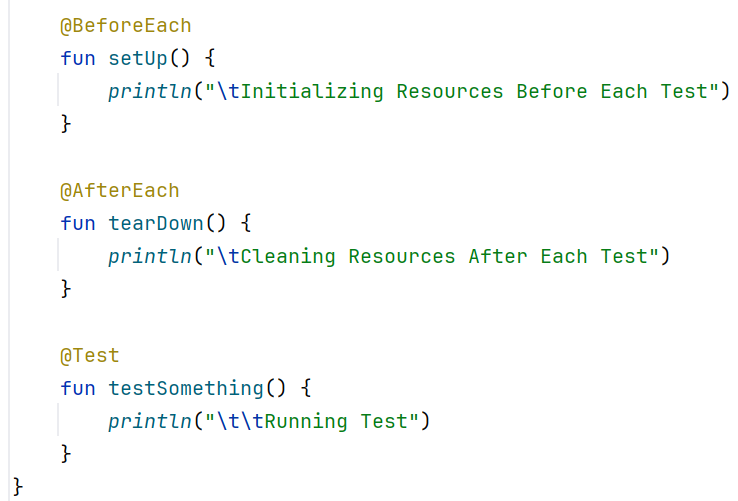 @BeforeEach
fun setUp() {
println("\tInitializing Resources Before Each Test")
}
@AfterEach
fun tearDown() {
println("\tCleaning Resources After Each Test")
}
@Test
fun testSomething() {
println("\t\tRunning Test")
}
}